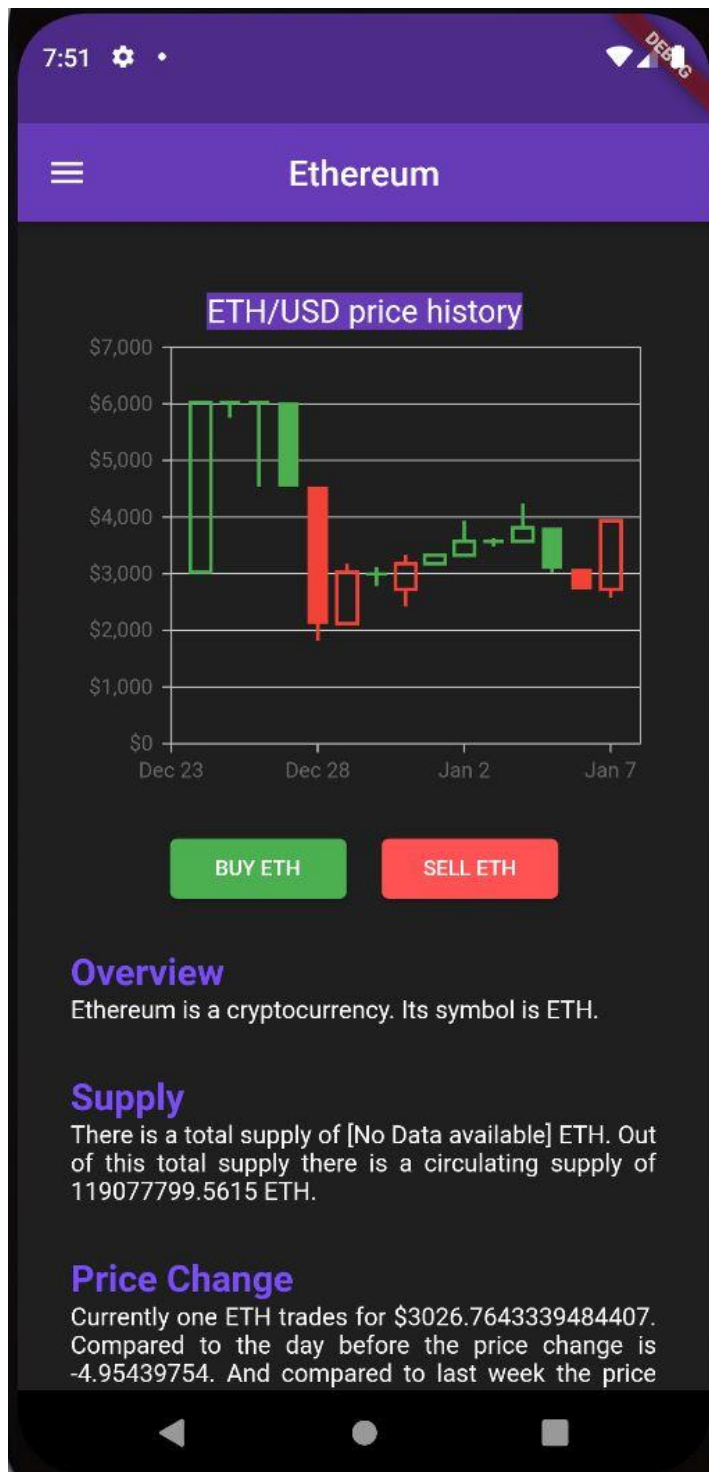 7:51
DEBUG
Ethereum
ETH/USD price history
$7,000
$6,000
$5,000
$4,000
$3,000
$2,000
$1,000
$0
Dec 23 Dec 28 Jan 2 Jan 7
BUY ETH SELL ETH
Overview
Ethereum is a cryptocurrency. Its symbol is ETH.
Supply
There is a total supply of [No Data available] ETH. Out
of this total supply there is a circulating supply of
119077799.5615 ETH.
Price Change
Currently one ETH trades for $3026.7643339484407.
Compared to the day before the price change is
-4.95439754. And compared to last week the price